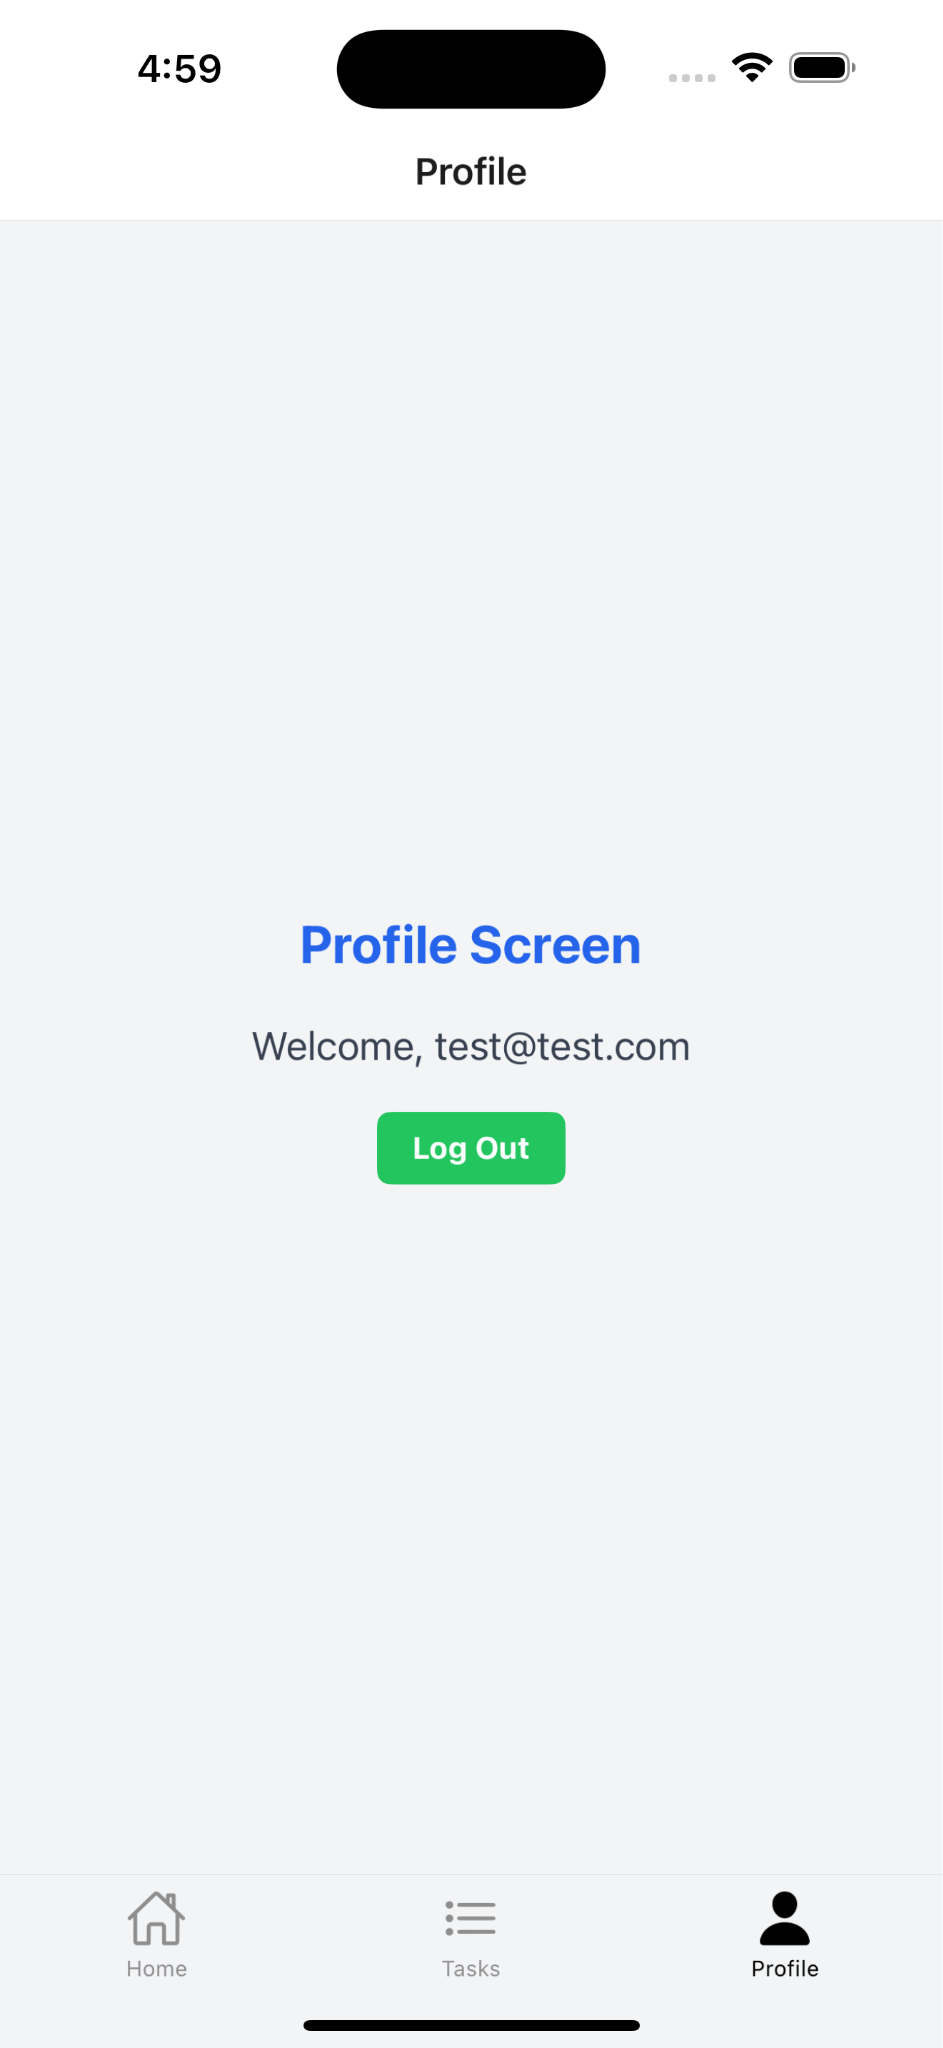 4:59
Profile
Profile Screen
Welcome, test@test.com
Log Out
Home
Tasks
Profile